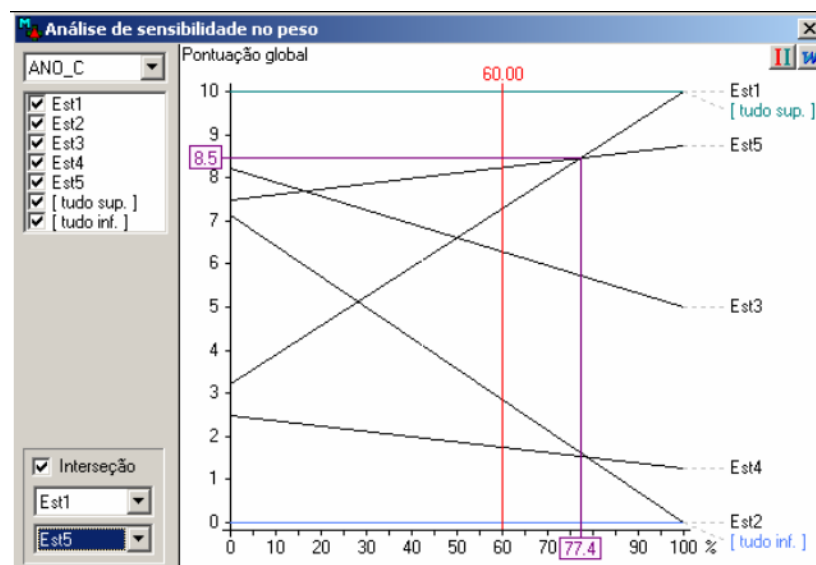 Análise de sensibilidade no peso
ANO_C
Est1
Est2
Est3
Est4
Est5
[ tudo sup. ]
[ tudo inf. ]
Interseção
Est1
Est5
Pontuação global
60.00
10
9
8.5
8
7
6
5
4
3
2
1
0
0 10 20 30 40 50 60 70 77.4 90 100 %
Est1
[ tudo sup. ]
Est5
Est3
Est4
Est2
[ tudo inf. ]